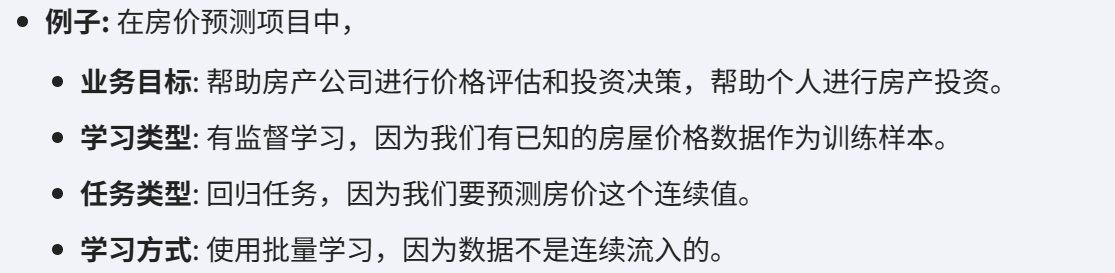 • 例子: 在房价预测项目中，
• 业务目标: 帮助房产公司进行价格评估和投资决策，帮助个人进行房产投资。
• 学习类型: 有监督学习，因为我们有已知的房屋价格数据作为训练样本。
• 任务类型: 回归任务，因为我们要预测房价这个连续值。
• 学习方式: 使用批量学习，因为数据不是连续流入的。